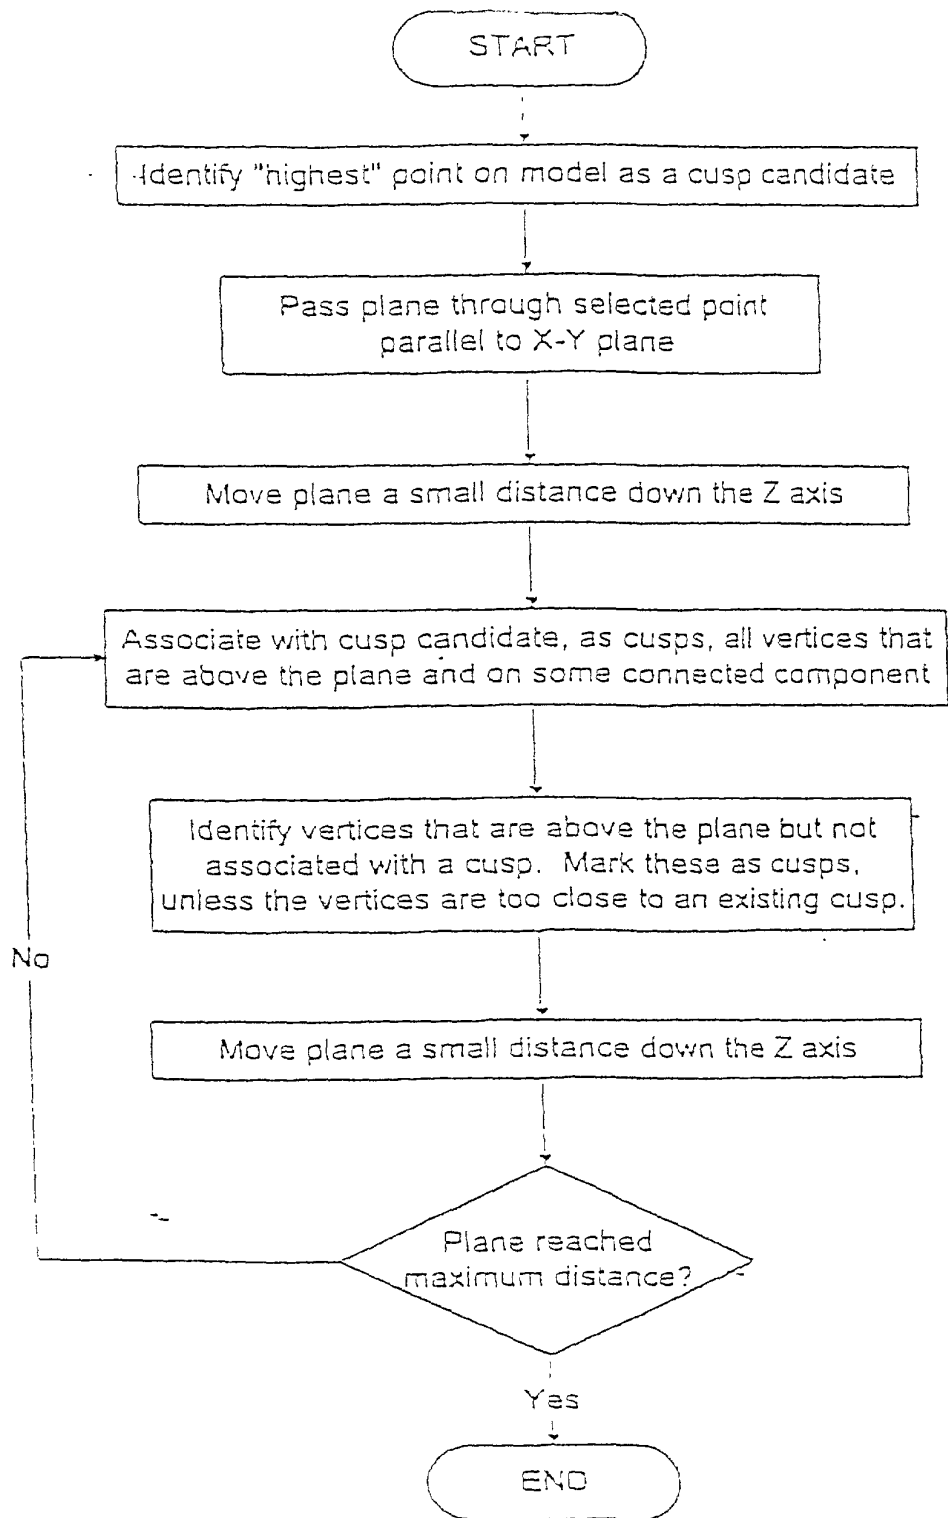 START
Identify "highest" point on model as a cusp candidate
Pass plane through selected point
parallel to X-Y plane
Move plane a small distance down the Z axis
Associate with cusp candidate, as cusps, all vertices that
are above the plane and on some connected component
Identify vertices that are above the plane but not
associated with a cusp. Mark these as cusps,
unless the vertices are too close to an existing cusp.
No
Move plane a small distance down the Z axis
Plane reached
maximum distance?
Yes
END